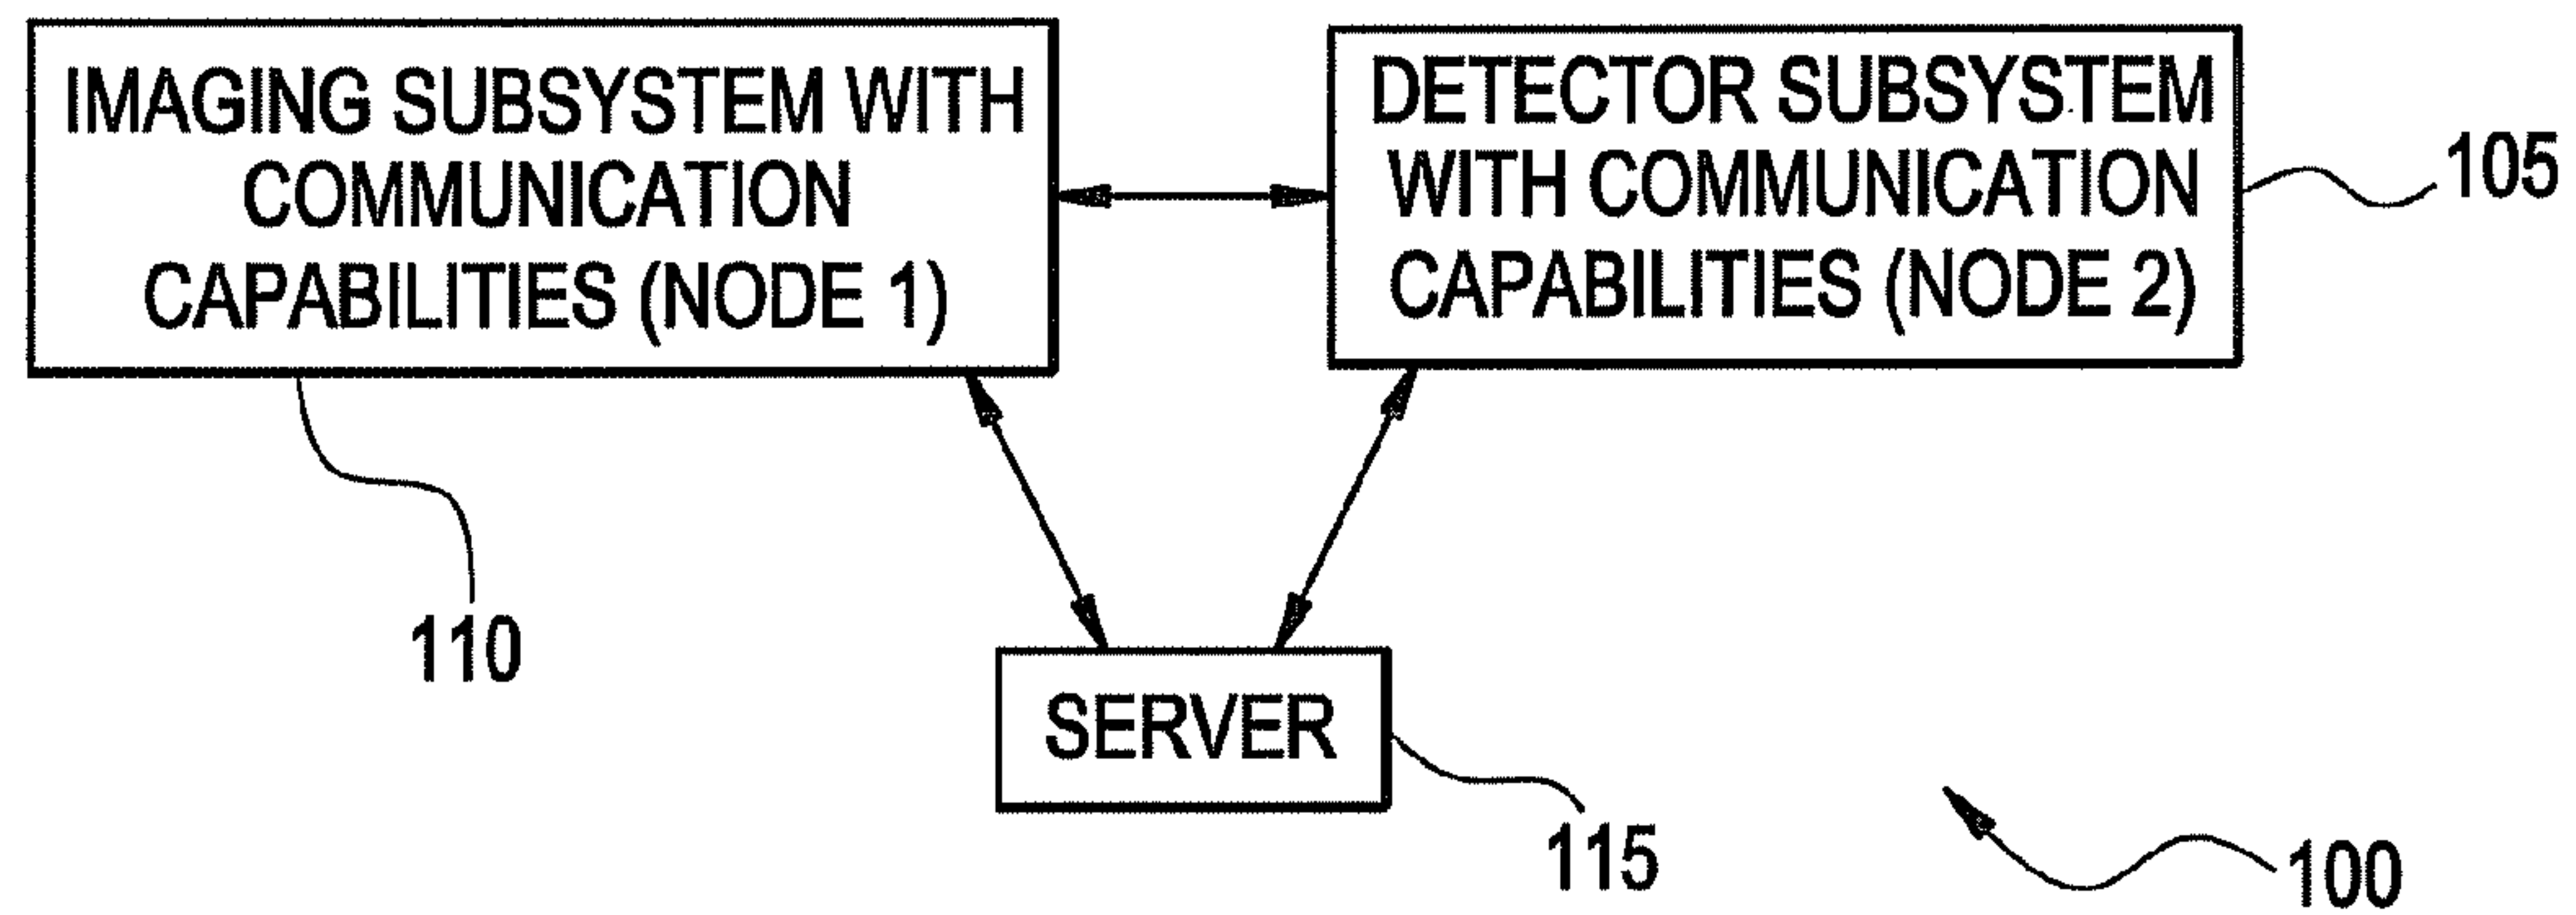 IMAGING SUBSYSTEM WITH
COMMUNICATION
CAPABILITIES (NODE 1)
DETECTOR SUBSYSTEM
WITH COMMUNICATION
CAPABILITIES (NODE 2)
105
110
SERVER
115
100